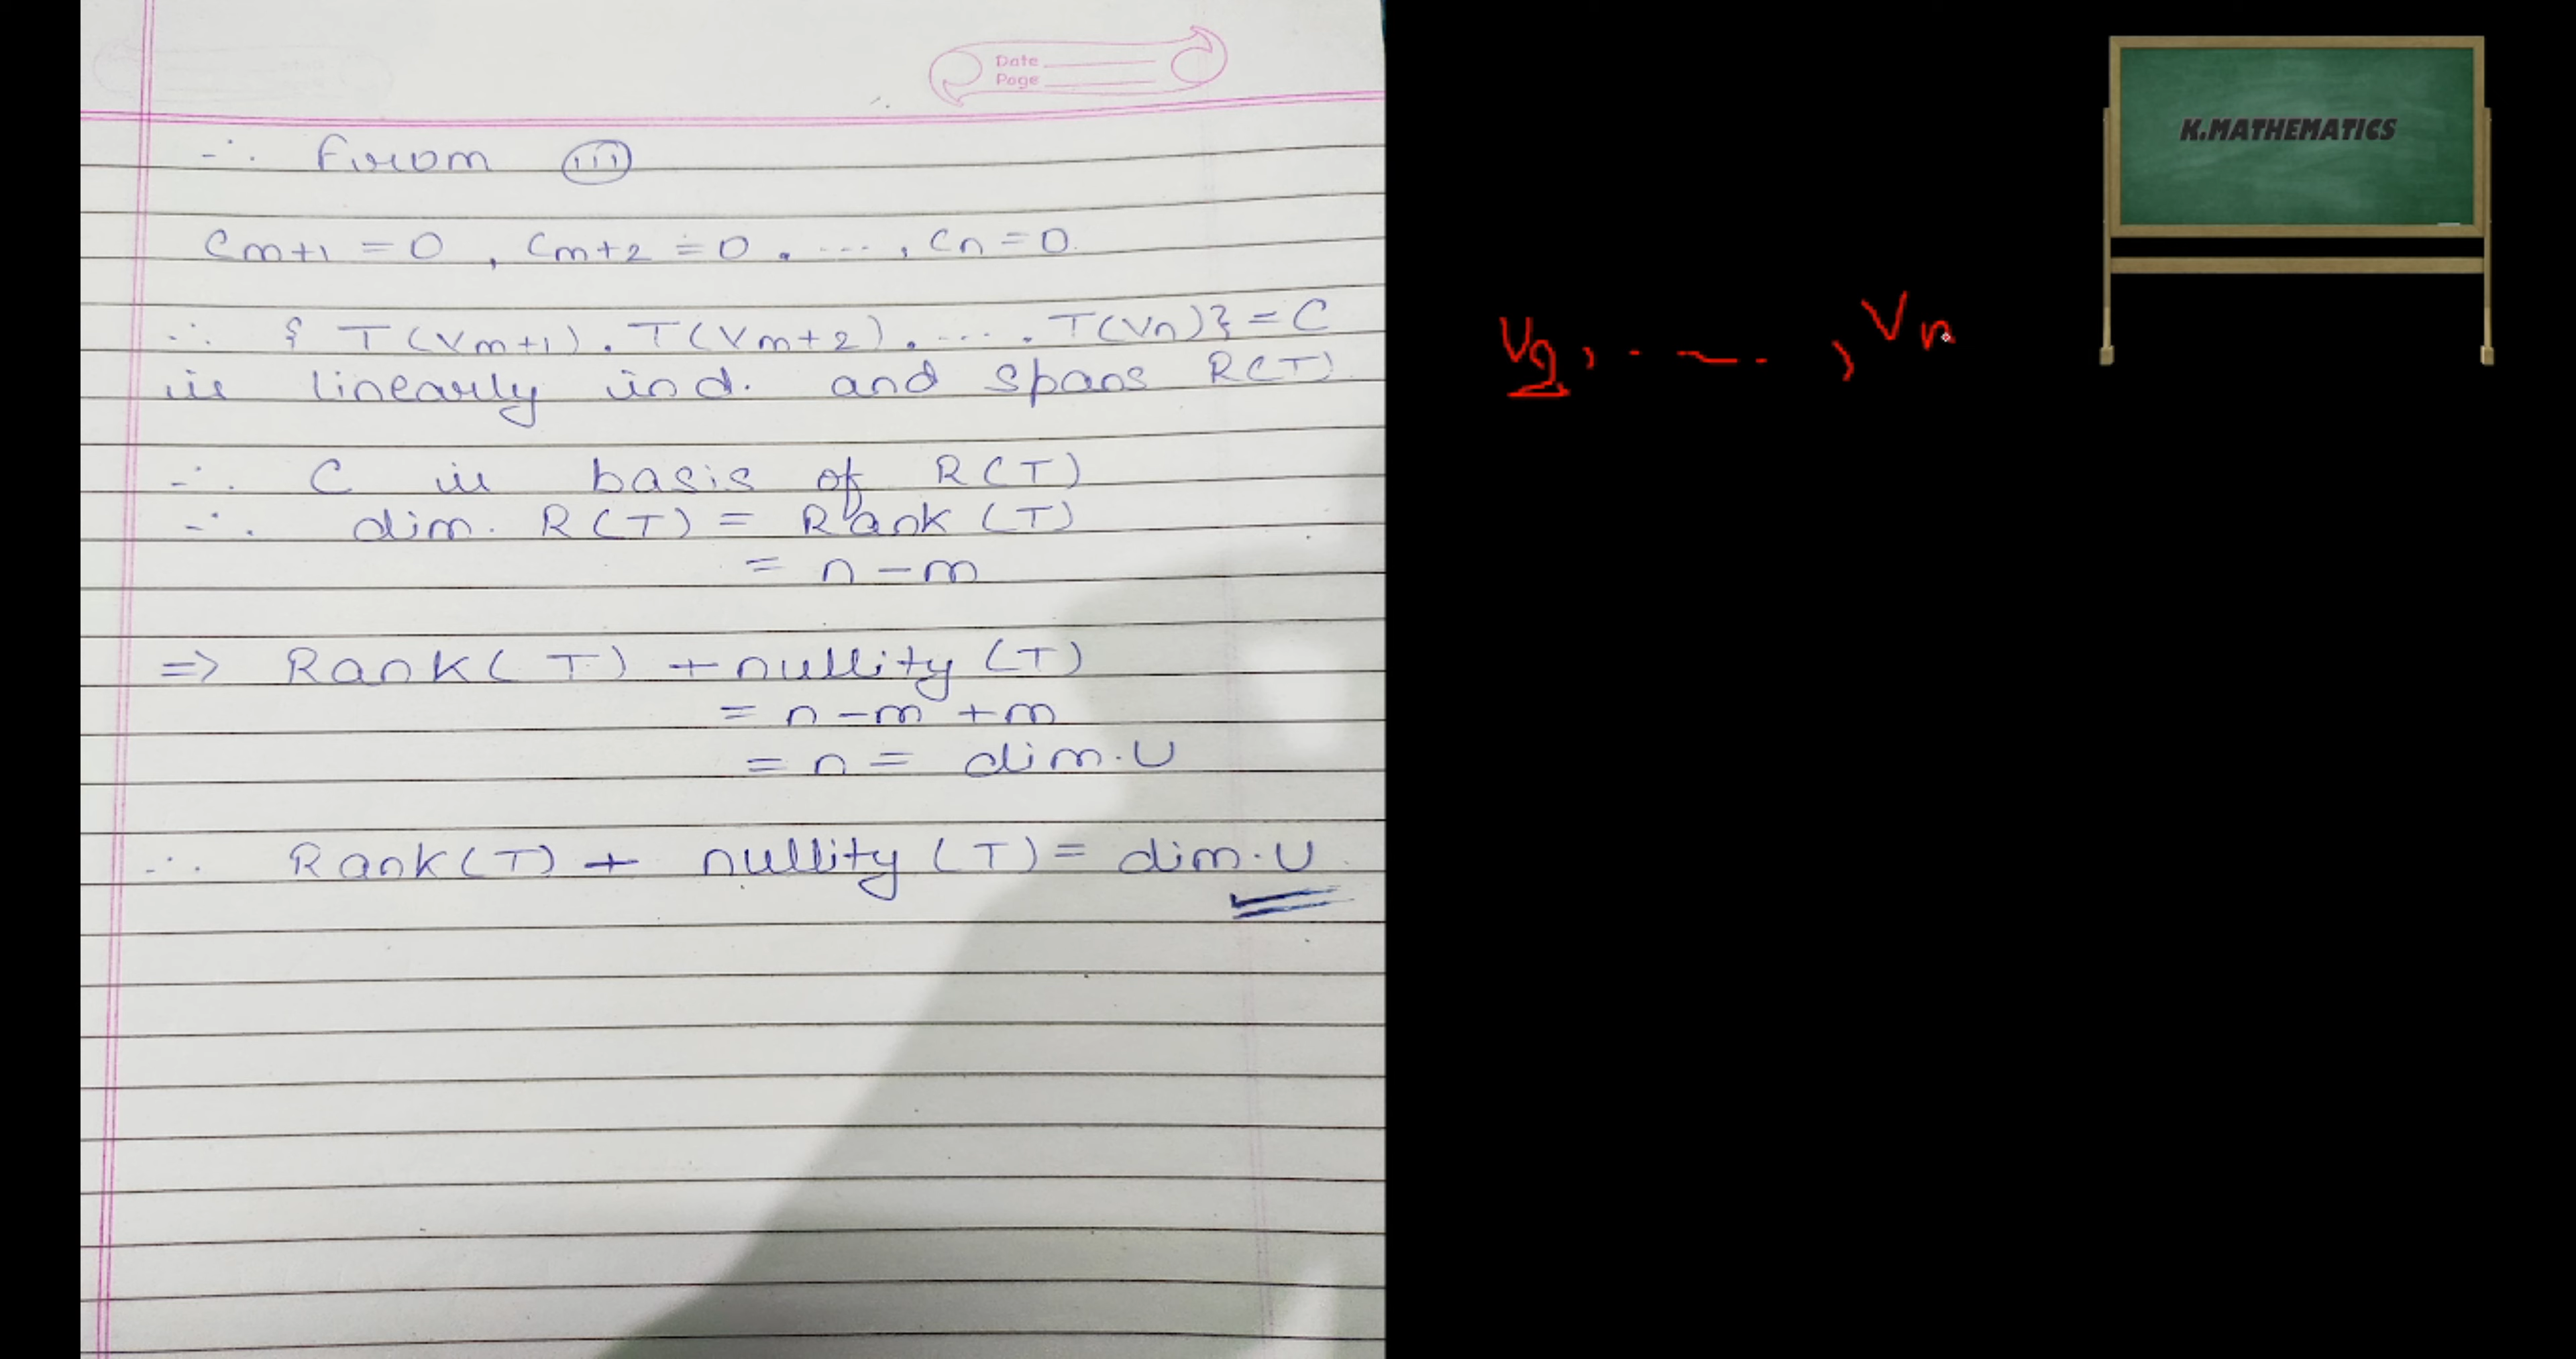 Date
Page
∴ From (iii)
Cm+1 = 0, Cm+2 = 0, ..., Cn = 0.
∴ { T(Vm+1), T(Vm+2), ..., T(Vn)} = C
is linearly ind. and spans R(T)
∴ C is basis of R(T)
∴ dim. R(T) = Rank (T)
= n - m
=> Rank(T) + nullity (T)
= n - m + m
= n = dim. U
∴ Rank(T) + nullity (T) = dim. U
K.MATHEMATICS
, ..., Vn